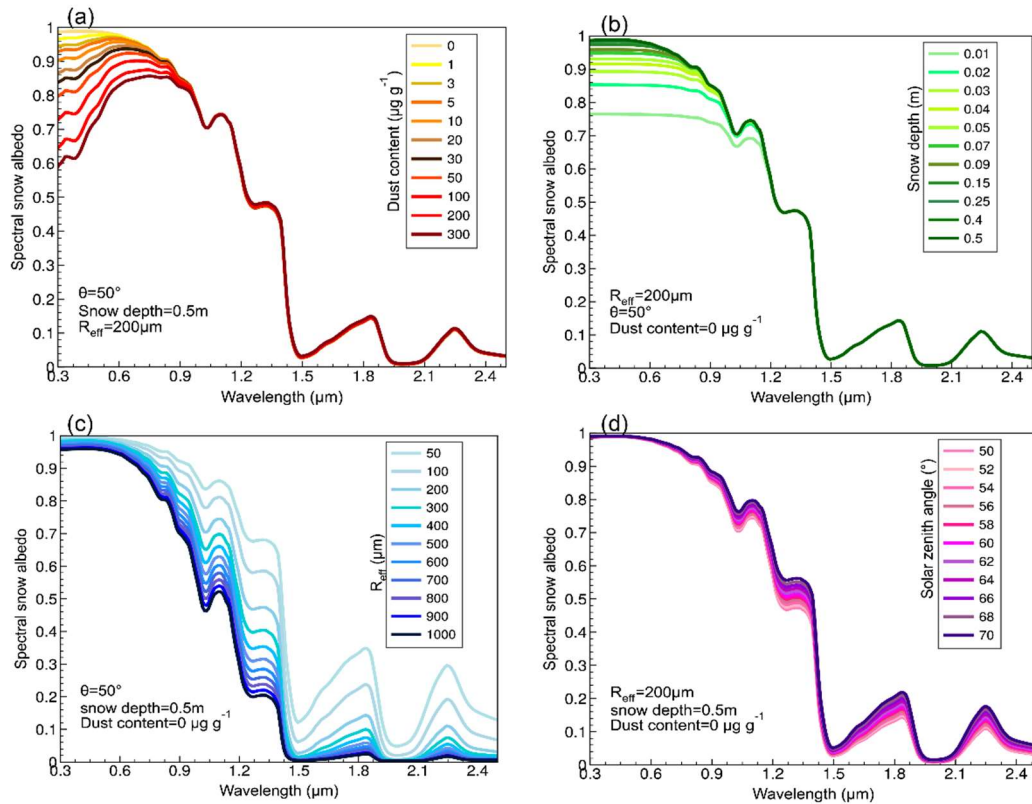 (a)
Spectral snow albedo
1
0.9
0.8
0.7
0.6
0.5
0.4
0.3
0.2
0.1
0
0.3 0.6 0.9 1.2 1.5 1.8 2.1 2.4
Wavelength (μm)
Dust content (μg g⁻¹)
0
1
3
5
10
20
30
50
100
200
300
θ=50°
Snow depth=0.5m
R_eff=200μm
(b)
Spectral snow albedo
1
0.9
0.8
0.7
0.6
0.5
0.4
0.3
0.2
0.1
0
0.3 0.6 0.9 1.2 1.5 1.8 2.1 2.4
Wavelength (μm)
Snow depth (m)
0.01
0.02
0.03
0.04
0.05
0.07
0.09
0.15
0.25
0.4
0.5
R_eff=200μm
θ=50°
Dust content=0 μg g⁻¹
(c)
Spectral snow albedo
1
0.9
0.8
0.7
0.6
0.5
0.4
0.3
0.2
0.1
0
0.3 0.6 0.9 1.2 1.5 1.8 2.1 2.4
Wavelength (μm)
R_eff (μm)
50
100
200
300
400
500
600
700
800
900
1000
θ=50°
snow depth=0.5m
Dust content=0 μg g⁻¹
(d)
Spectral snow albedo
1
0.9
0.8
0.7
0.6
0.5
0.4
0.3
0.2
0.1
0
0.3 0.6 0.9 1.2 1.5 1.8 2.1 2.4
Wavelength (μm)
Solar zenith angle (°)
50
52
54
56
58
60
62
64
66
68
70
R_eff=200μm
snow depth=0.5m
Dust content=0 μg g⁻¹